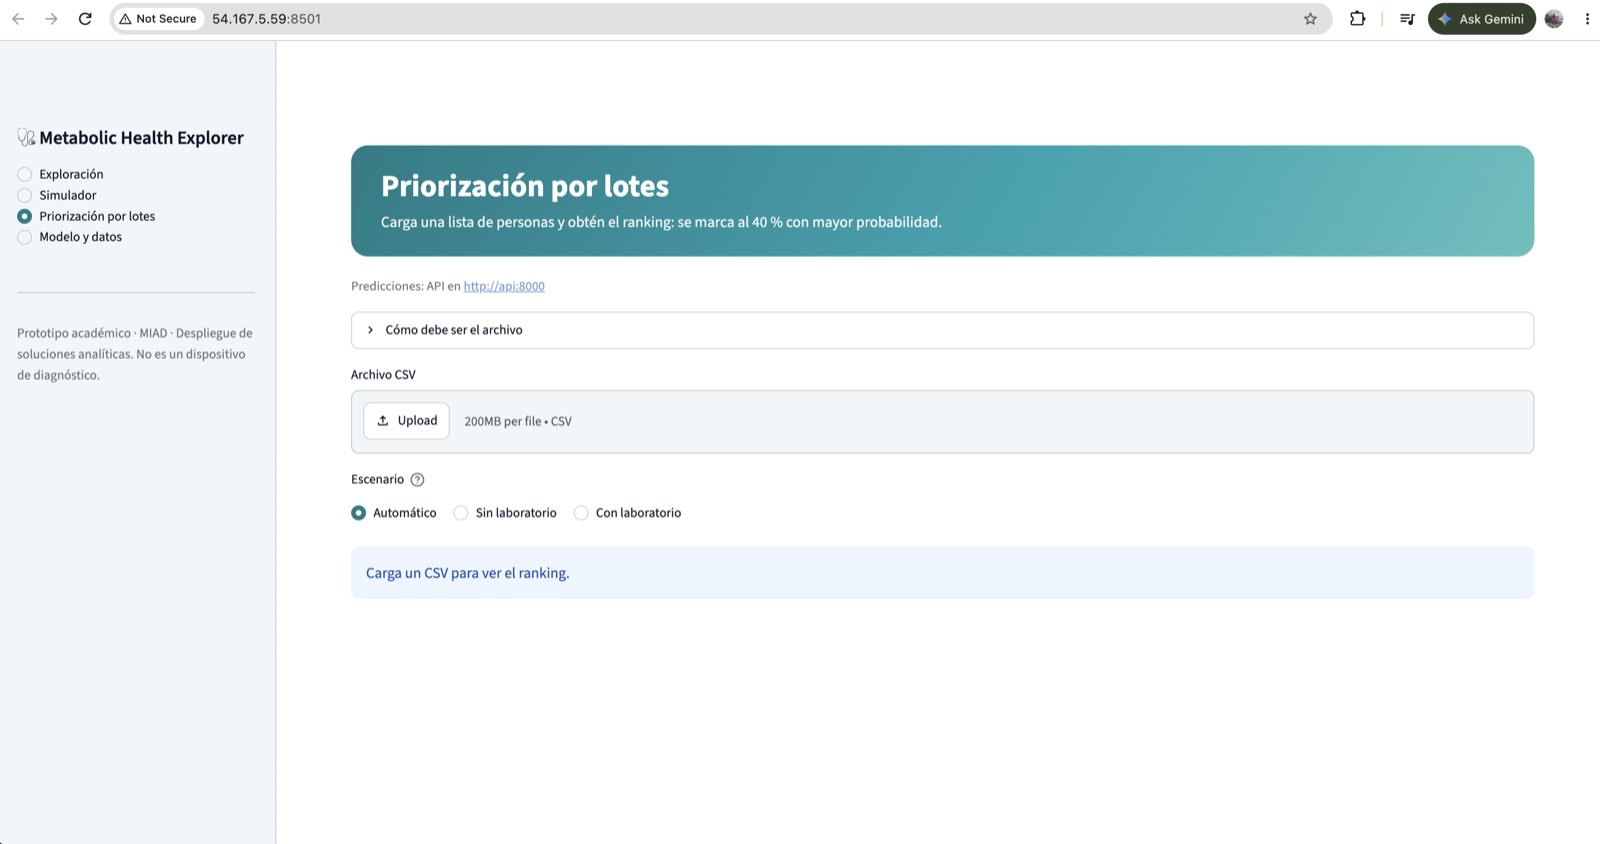 Not Secure 54.167.5.59:8501
Ask Gemini
Metabolic Health Explorer
Exploración
Simulador
Priorización por lotes
Modelo y datos
Prototipo académico · MIAD · Despliegue de
soluciones analíticas. No es un dispositivo
de diagnóstico.
Priorización por lotes
Carga una lista de personas y obtén el ranking: se marca al 40 % con mayor probabilidad.
Predicciones: API en http://api:8000
Cómo debe ser el archivo
Archivo CSV
Upload 200MB per file • CSV
Escenario ?
Automático Sin laboratorio Con laboratorio
Carga un CSV para ver el ranking.